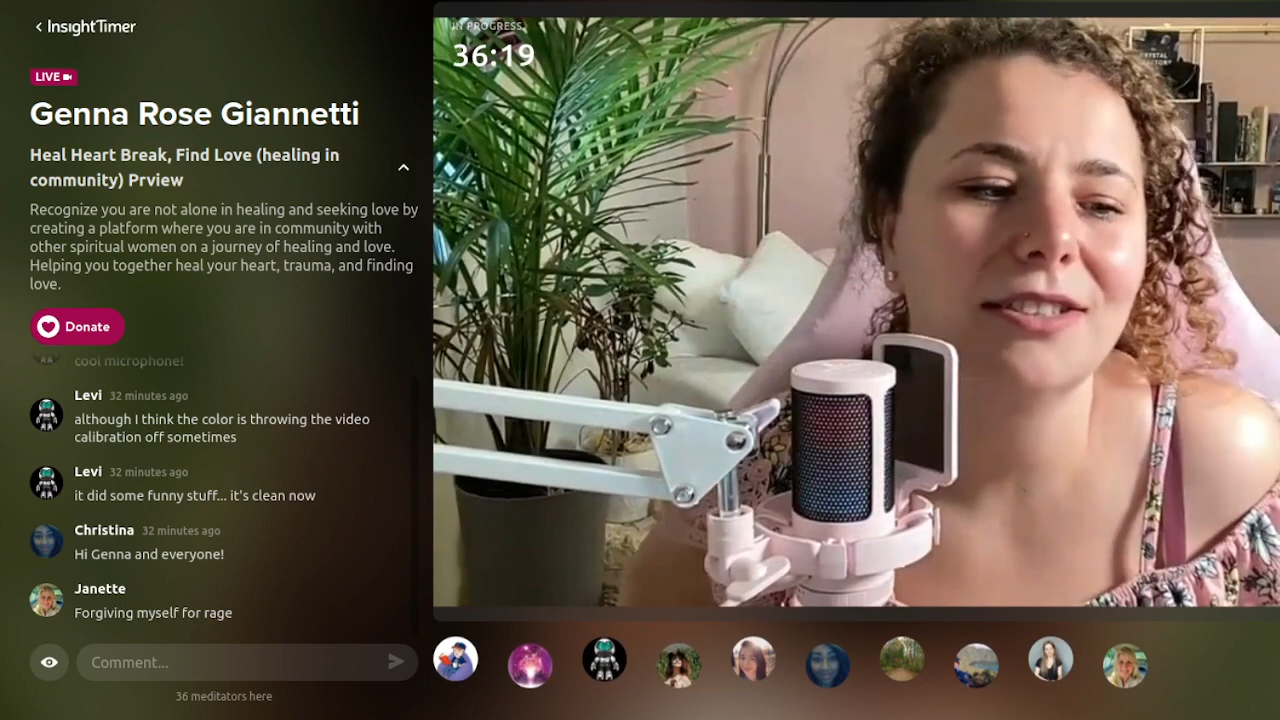 InsightTimer
LIVE
Genna Rose Giannetti
Heal Heart Break, Find Love (healing in
community) Prview
Recognize you are not alone in healing and seeking love by
creating a platform where you are in community with
other spiritual women on a journey of healing and love.
Helping you together heal your heart, trauma, and finding
love.
Donate
cool microphone!
Levi 32 minutes ago
although I think the color is throwing the video
calibration off sometimes
Levi 32 minutes ago
it did some funny stuff... it's clean now
Christina 32 minutes ago
Hi Genna and everyone!
Janette
Forgiving myself for rage
Comment...
36 meditators here
IN PROGRESS
36:19
CRYSTAL